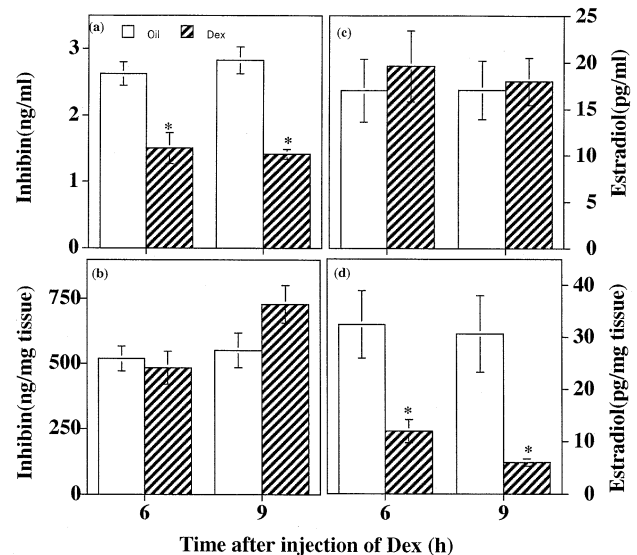 (a) Oil Dex
3
2
1
0
Inhibin(ng/ml)
*
*
(c)
25
20
15
10
5
0
Estradiol(pg/ml)
(b)
750
500
250
0
Inhibin(ng/mg tissue)
(d)
40
30
20
10
0
Estradiol(pg/mg tissue)
*
*
6 9 6 9
Time after injection of Dex (h)